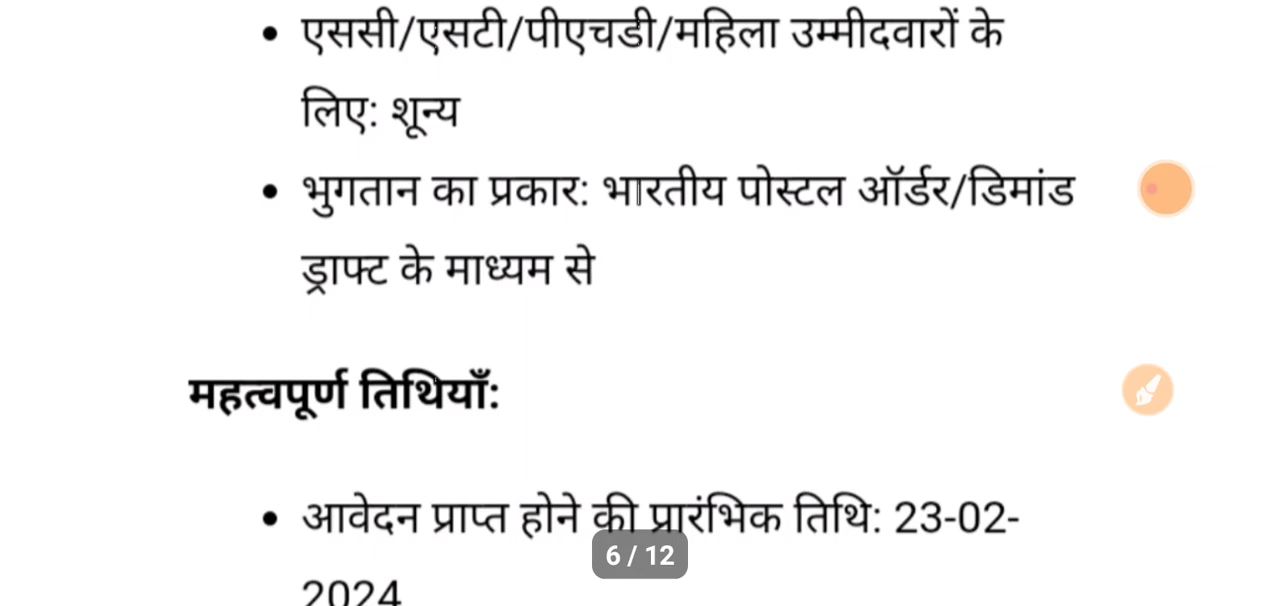 • एससी/एसटी/पीएचडी/महिला उम्मीदवारों के
लिए: शून्य
• भुगतान का प्रकार: भारतीय पोस्टल ऑर्डर/डिमांड
ड्राफ्ट के माध्यम से
महत्वपूर्ण तिथियाँ:
• आवेदन प्राप्त होने की प्रारंभिक तिथि: 23-02-
6 / 12
2024